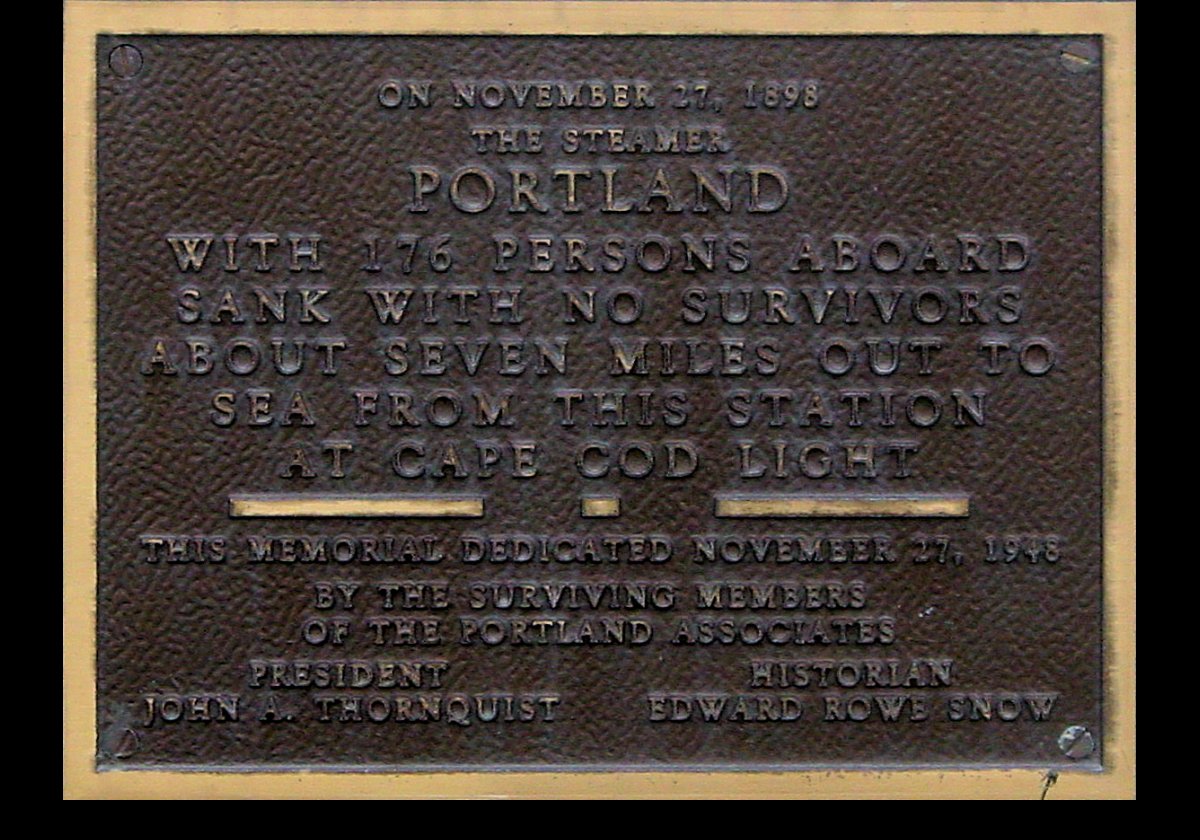 ON NOVEMBER 27, 1898
THE STEAMER
PORTLAND
WITH 176 PERSONS ABOARD
SANK WITH NO SURVIVORS
ABOUT SEVEN MILES OUT TO
SEA FROM THIS STATION
AT CAPE COD LIGHT
THIS MEMORIAL DEDICATED NOVEMBER 27, 1948
BY THE SURVIVING MEMBERS
OF THE PORTLAND ASSOCIATES
PRESIDENT HISTORIAN
JOHN A. THORNQUIST EDWARD ROWE SNOW